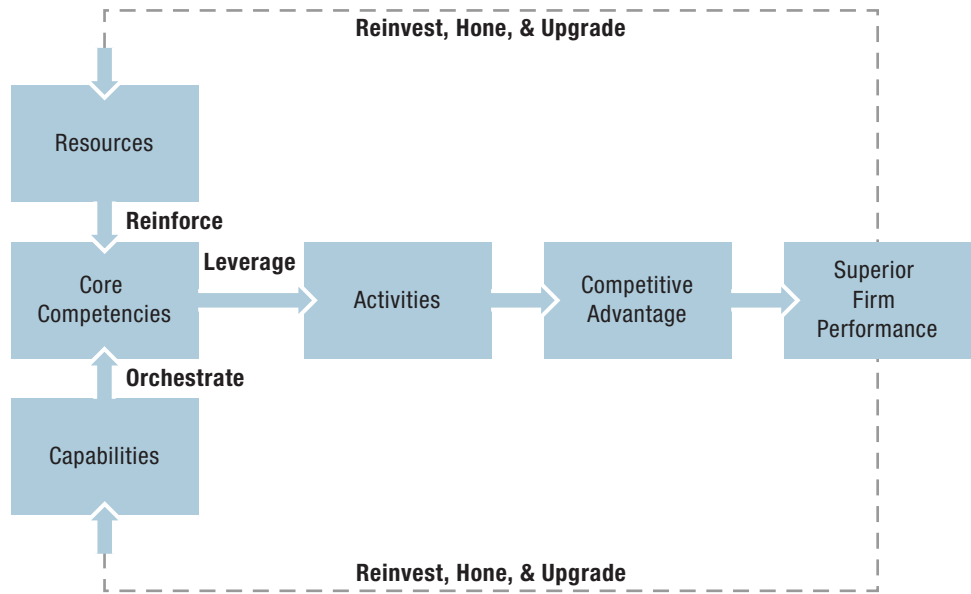 Reinvest, Hone, & Upgrade
Resources
Reinforce
Core
Competencies
Leverage
Activities
Competitive
Advantage
Superior
Firm
Performance
Orchestrate
Capabilities
Reinvest, Hone, & Upgrade